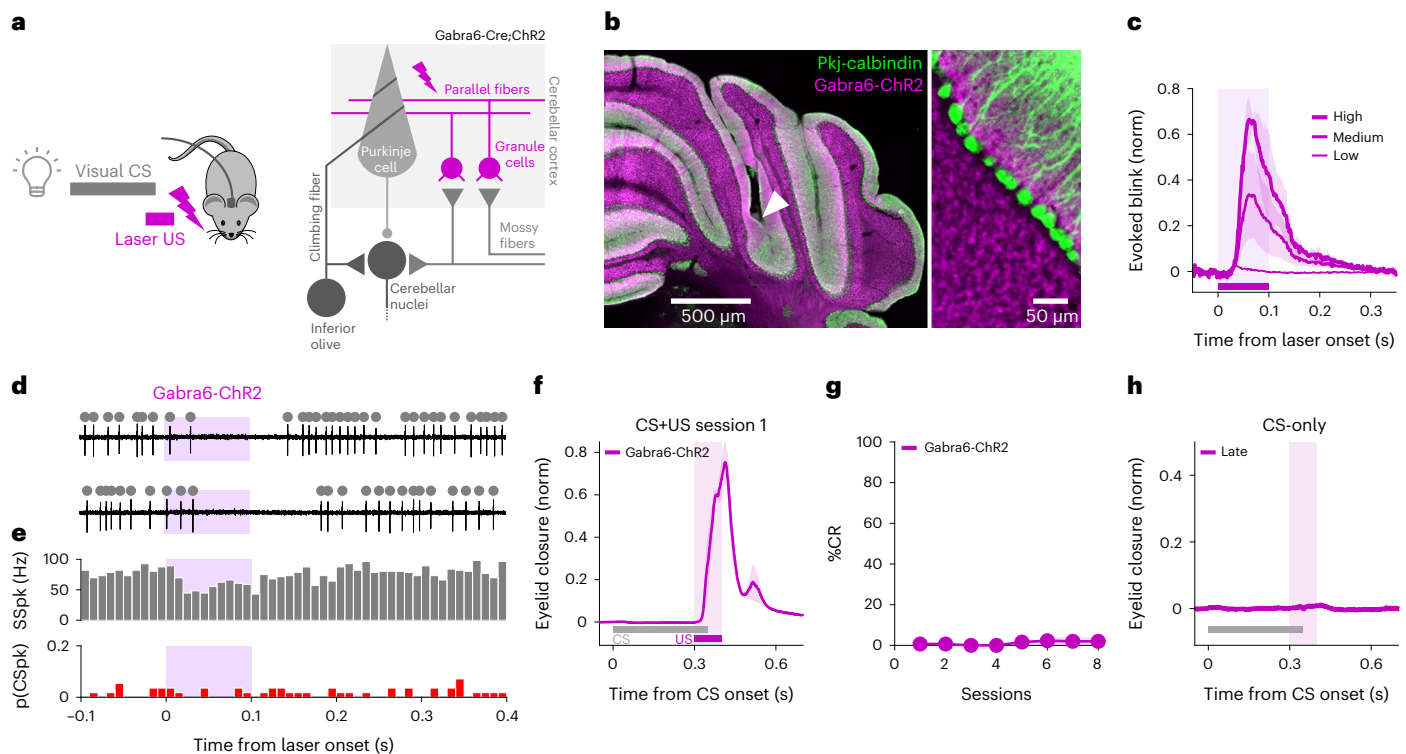 a
Gabra6-Cre;ChR2
Parallel fibers
Cerebellar cortex
Purkinje
cell
Granule
cells
Visual CS
Laser US
Climbing fiber
Mossy
fibers
Cerebellar
nuclei
Inferior
olive
b
Pkj-calbindin
Gabra6-ChR2
500 µm
50 µm
c
Evoked blink (norm)
0.8
0.6
0.4
0.2
0
High
Medium
Low
0 0.1 0.2 0.3
Time from laser onset (s)
d
Gabra6-ChR2
e
SSpk (Hz)
100
50
0
p(CSpk)
0.2
0
−0.1 0 0.1 0.2 0.3 0.4
Time from laser onset (s)
f
CS+US session 1
Gabra6-ChR2
Eyelid closure (norm)
0.8
0.6
0.4
0.2
0
CS US
0 0.3 0.6
Time from CS onset (s)
g
Gabra6-ChR2
%CR
100
80
60
40
20
0
0 2 4 6 8
Sessions
h
CS-only
Late
Eyelid closure (norm)
0.4
0.2
0
0 0.3 0.6
Time from CS onset (s)